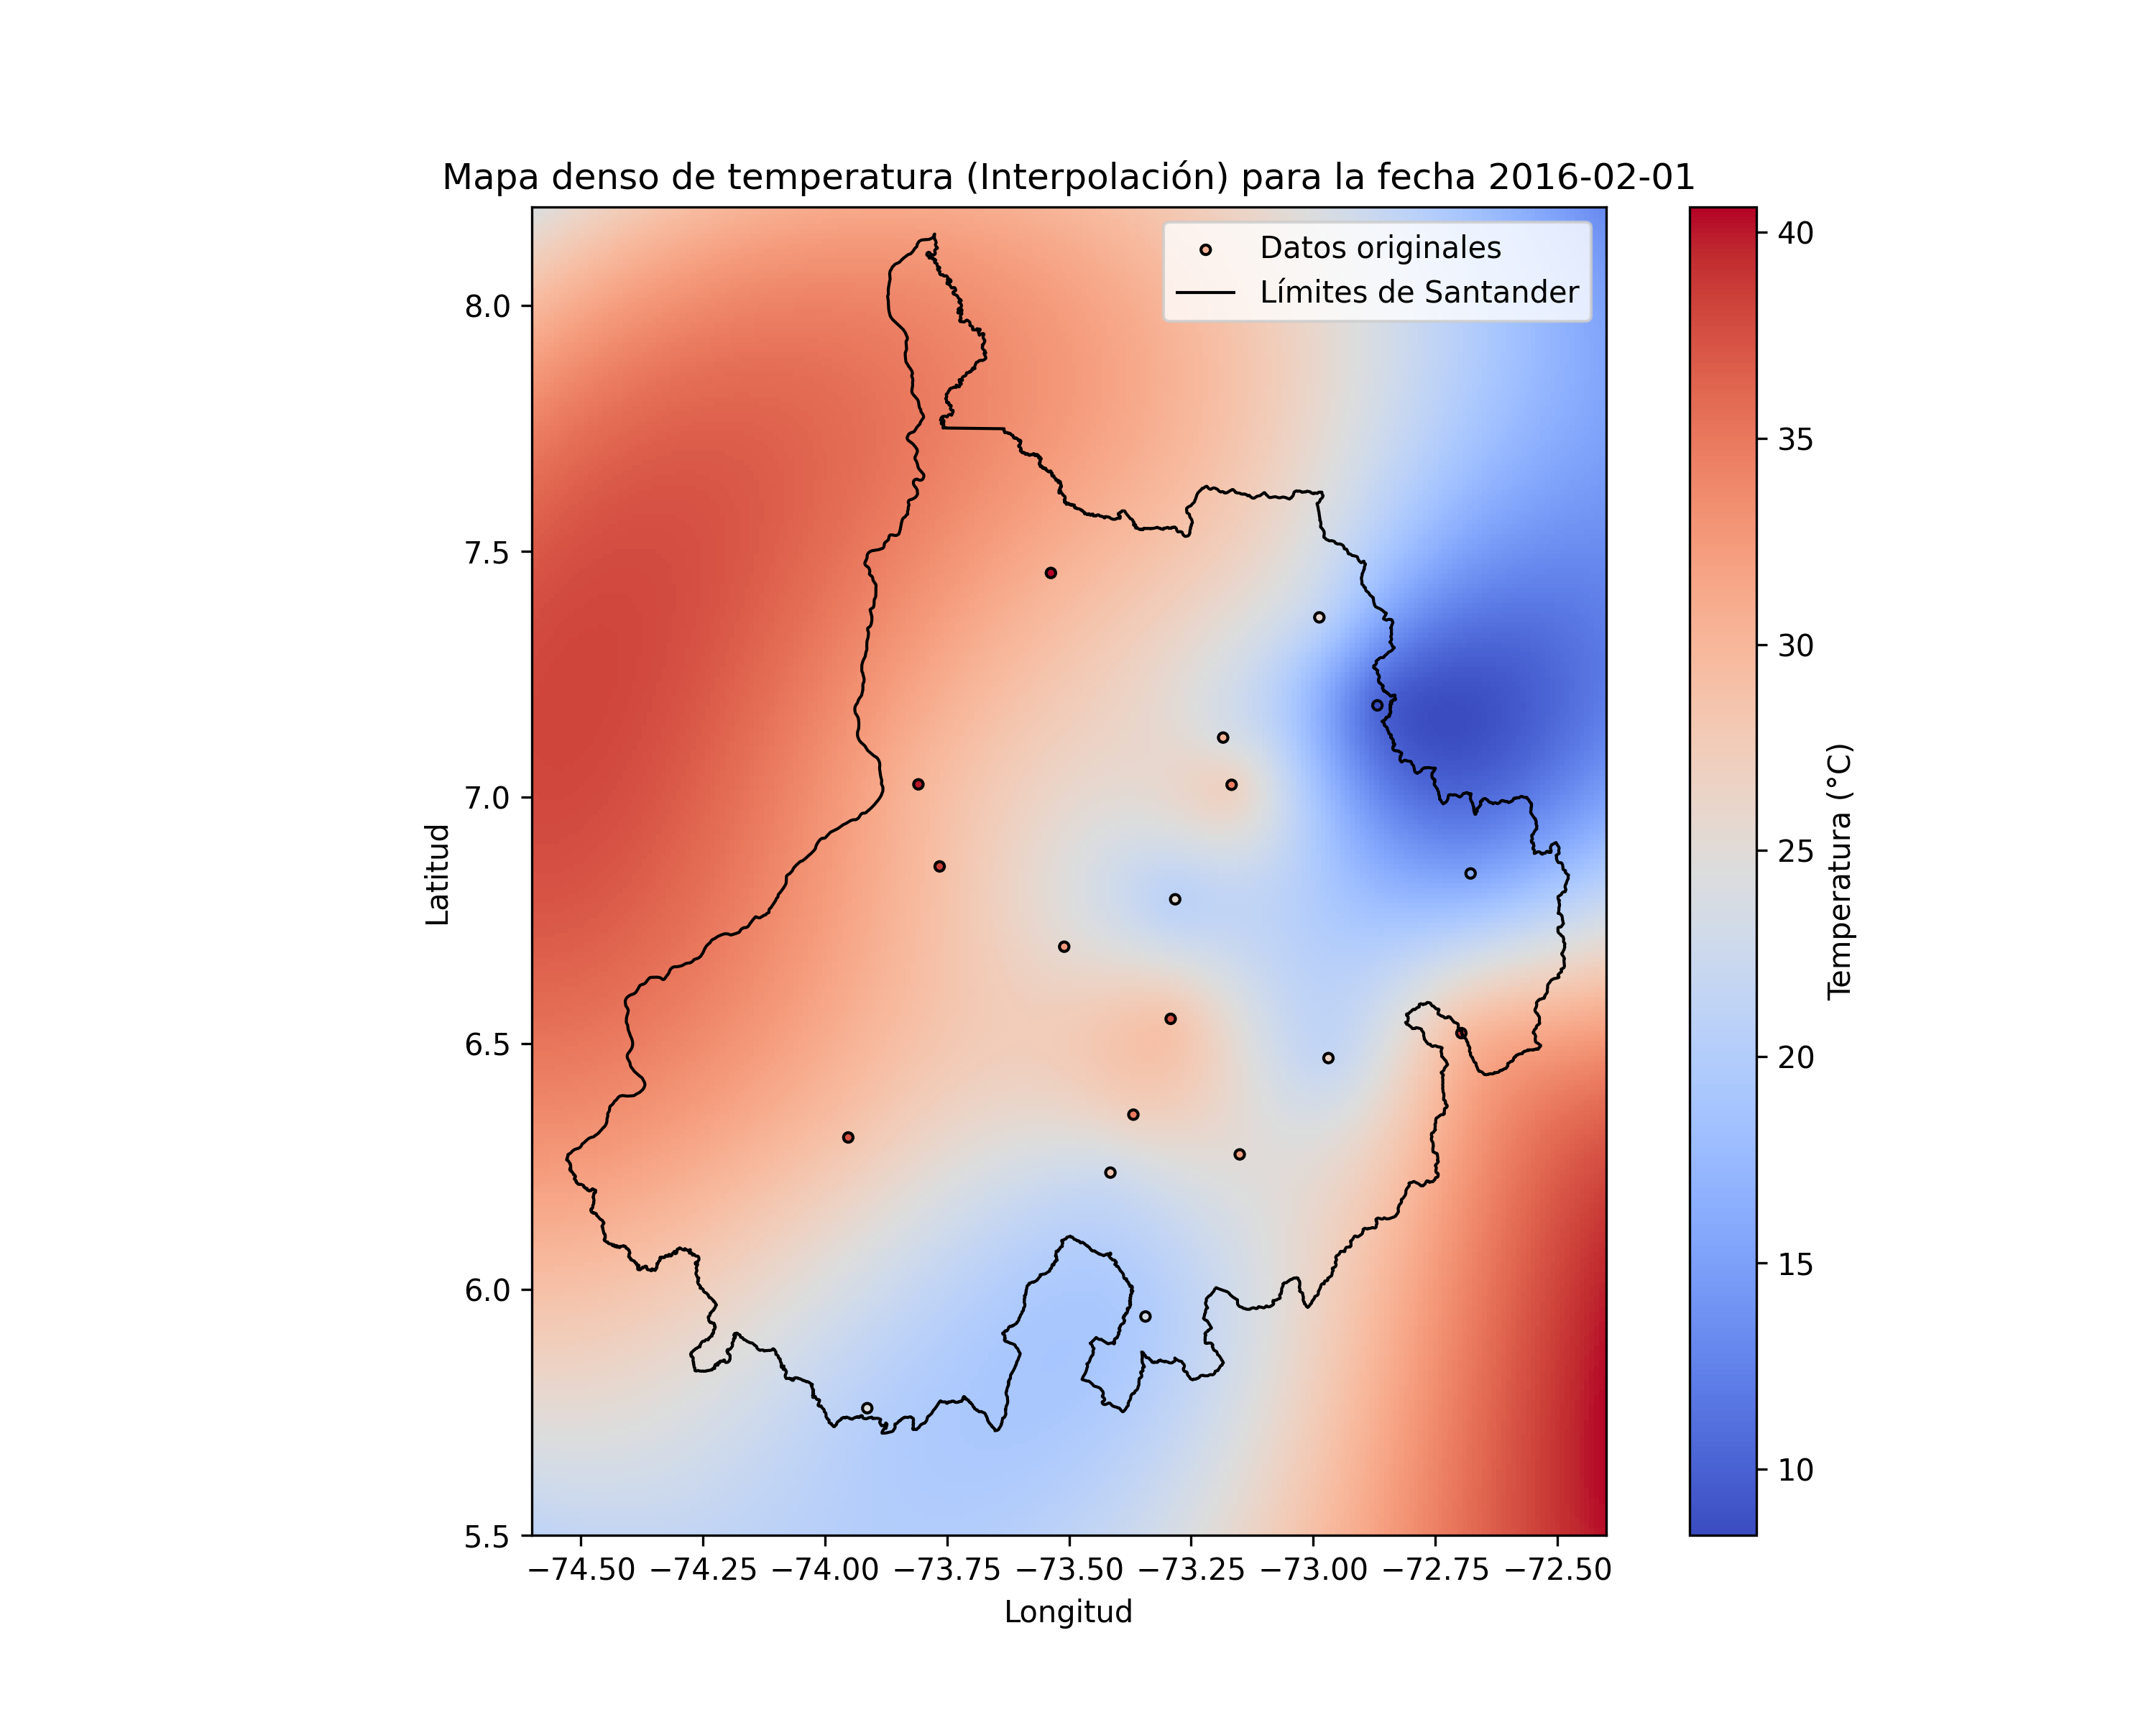 Mapa denso de temperatura (Interpolación) para la fecha 2016-02-01
Datos originales
Límites de Santander
8.0
7.5
7.0
6.5
6.0
5.5
Latitud
−74.50 −74.25 −74.00 −73.75 −73.50 −73.25 −73.00 −72.75 −72.50
Longitud
40
35
30
25
20
15
10
Temperatura (°C)